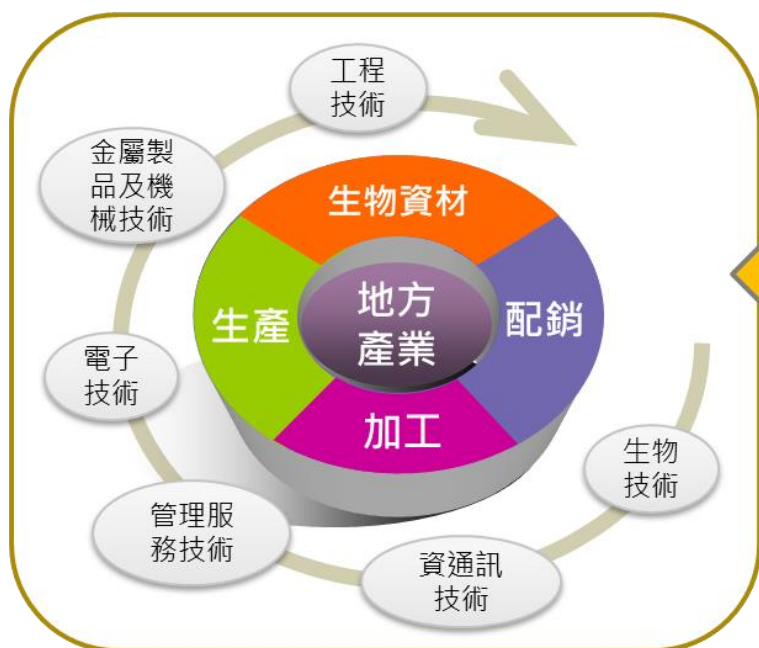 工程
技術
金屬製
品及機
械技術
生物資材
地方
產業
生產
配銷
加工
電子
技術
管理服
務技術
資通訊
技術
生物
技術